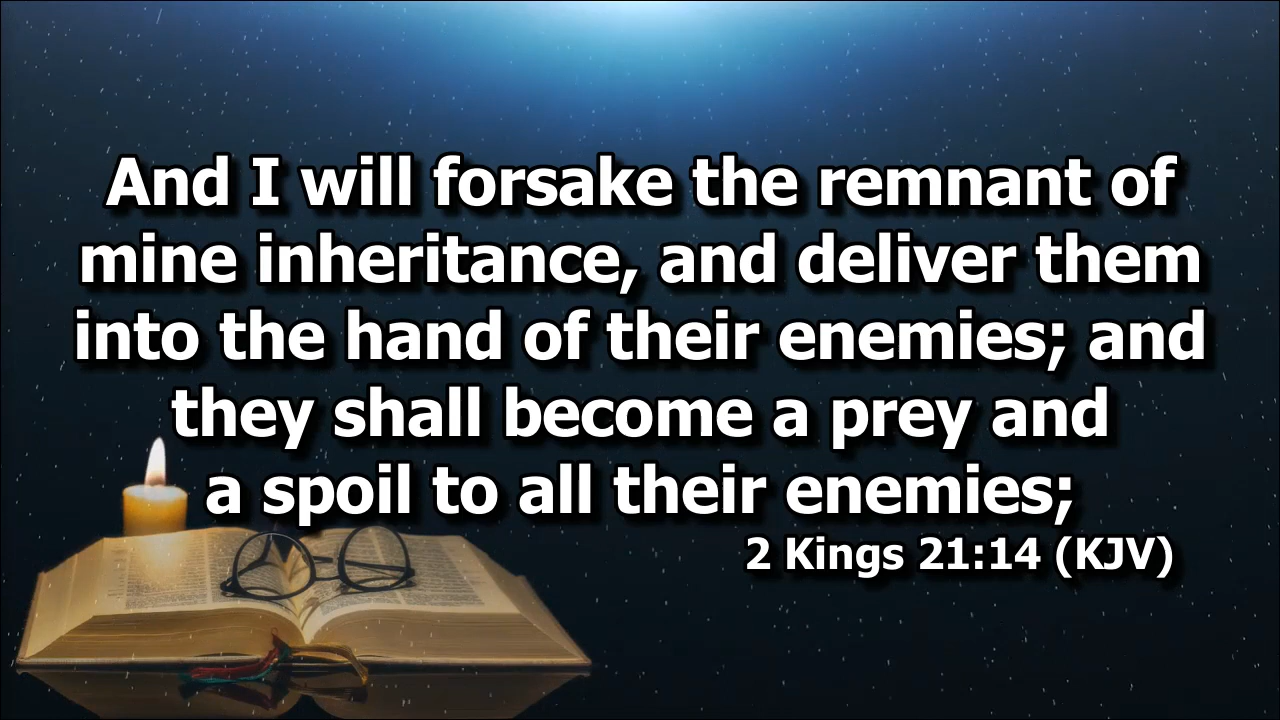 And I will forsake the remnant of
mine inheritance, and deliver them
into the hand of their enemies; and
they shall become a prey and
a spoil to all their enemies;
2 Kings 21:14 (KJV)